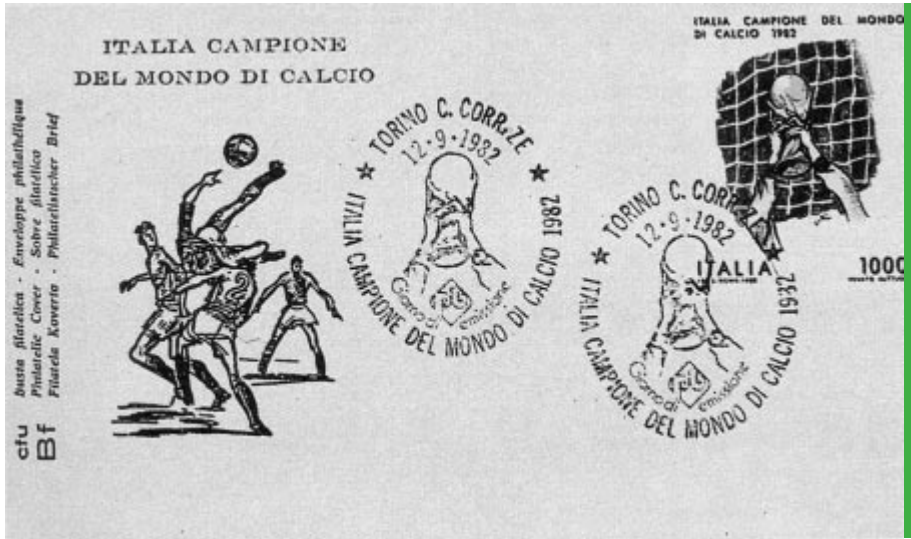 ITALIA CAMPIONE
DEL MONDO DI CALCIO
busta filatelica - Enveloppe philathélique
Philatelic Cover - Sobre filatélico
Filatela Koverto - Philatelistscher Brief
cfu
Bf
TORINO C. CORR.ZE
12-9-1982
ITALIA CAMPIONE DEL MONDO DI CALCIO 1982
Giorno di emissione
TORINO C. CORR.ZE
12-9-1982
ITALIA CAMPIONE DEL MONDO DI CALCIO 1982
Giorno di emissione
ITALIA CAMPIONE DEL MONDO
DI CALCIO 1982
ITALIA
1000